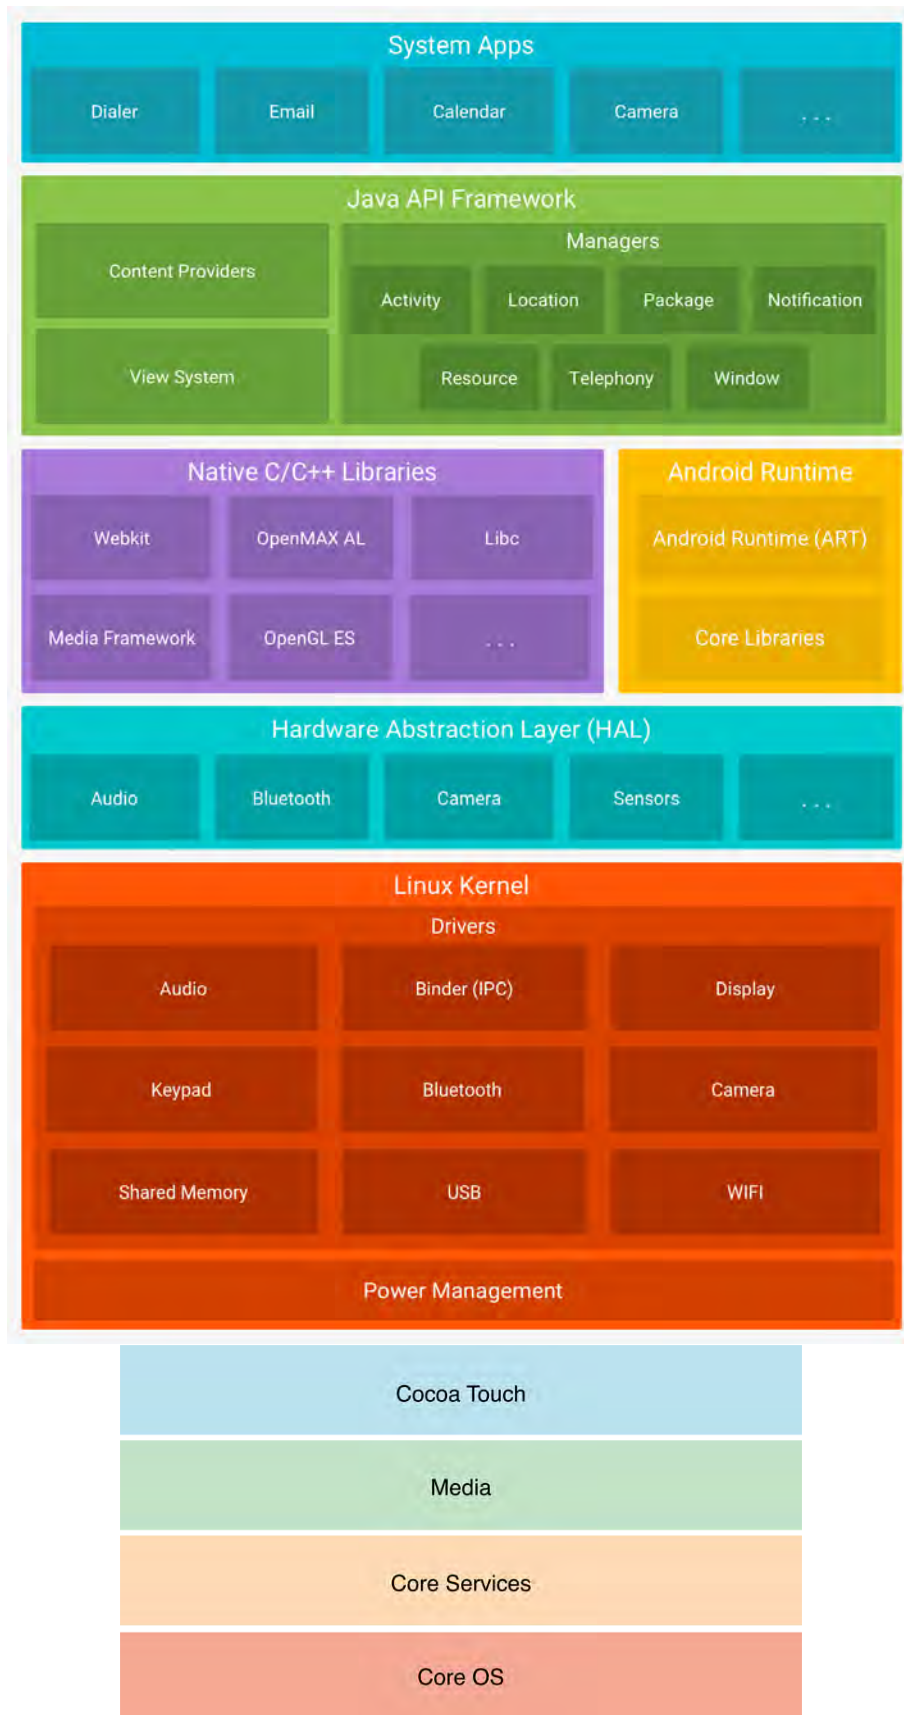 System Apps
Dialer
Email
Calendar
Camera
. . .
Java API Framework
Content Providers
View System
Managers
Activity
Location
Package
Notification
Resource
Telephony
Window
Native C/C++ Libraries
Webkit
OpenMAX AL
Libc
Media Framework
OpenGL ES
. . .
Android Runtime
Android Runtime (ART)
Core Libraries
Hardware Abstraction Layer (HAL)
Audio
Bluetooth
Camera
Sensors
. . .
Linux Kernel
Drivers
Audio
Binder (IPC)
Display
Keypad
Bluetooth
Camera
Shared Memory
USB
WIFI
Power Management
Cocoa Touch
Media
Core Services
Core OS